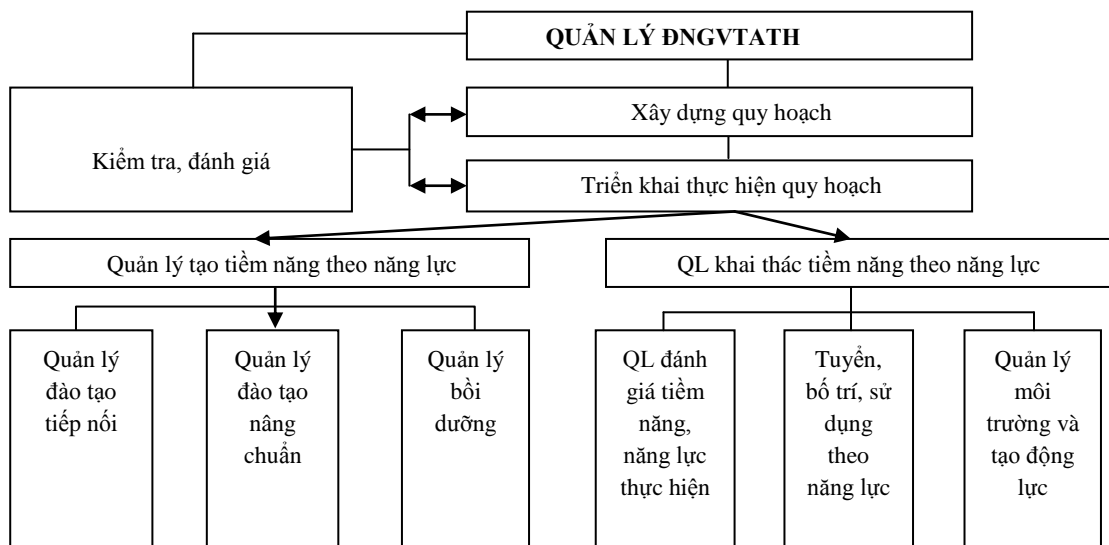 QUẢN LÝ ĐNGVTATH
Xây dựng quy hoạch
Kiểm tra, đánh giá
Triển khai thực hiện quy hoạch
Quản lý tạo tiềm năng theo năng lực
QL khai thác tiềm năng theo năng lực
Quản lý
đào tạo
tiếp nối
Quản lý
đào tạo
nâng
chuẩn
Quản lý
bồi
dưỡng
QL đánh
giá tiềm
năng,
năng lực
thực hiện
Tuyển,
bố trí, sử
dụng
theo
năng lực
Quản lý
môi
trường và
tạo động
lực